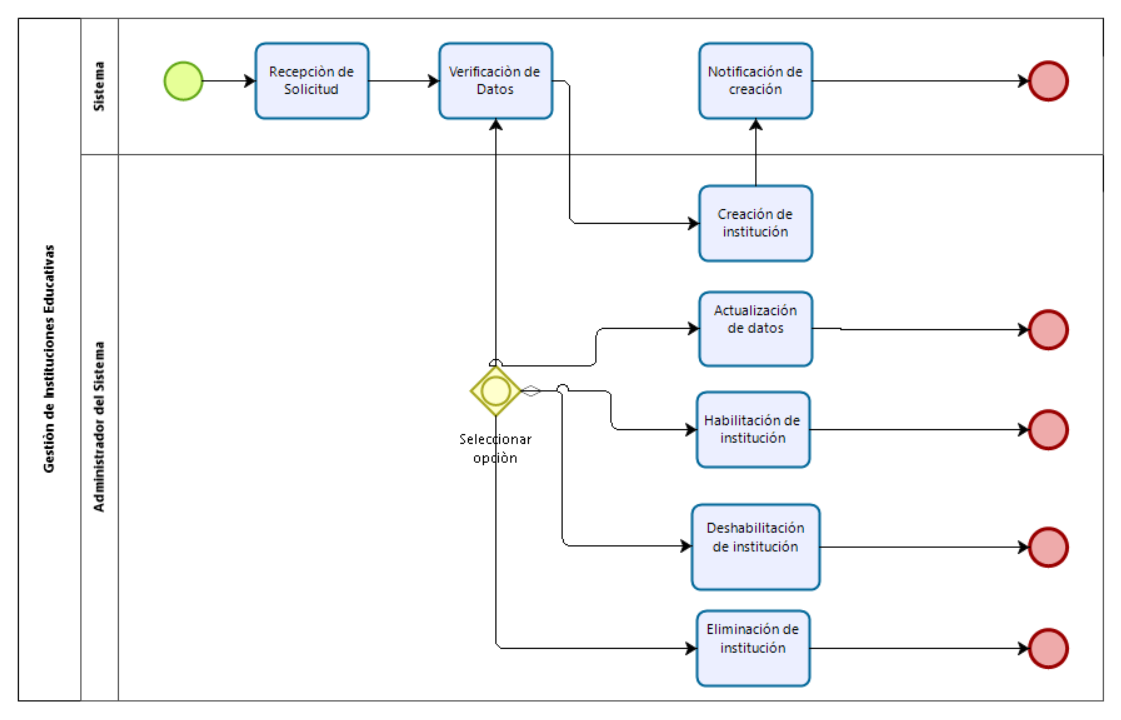 Gestión de Instituciones Educativas
Sistema
Recepciòn de
Solicitud
Verificaciòn de
Datos
Notificación de
creación
Administrador del Sistema
Creación de
institución
Actualización
de datos
Seleccionar
opciòn
Habilitación de
institución
Deshabilitación
de institución
Eliminación de
institución